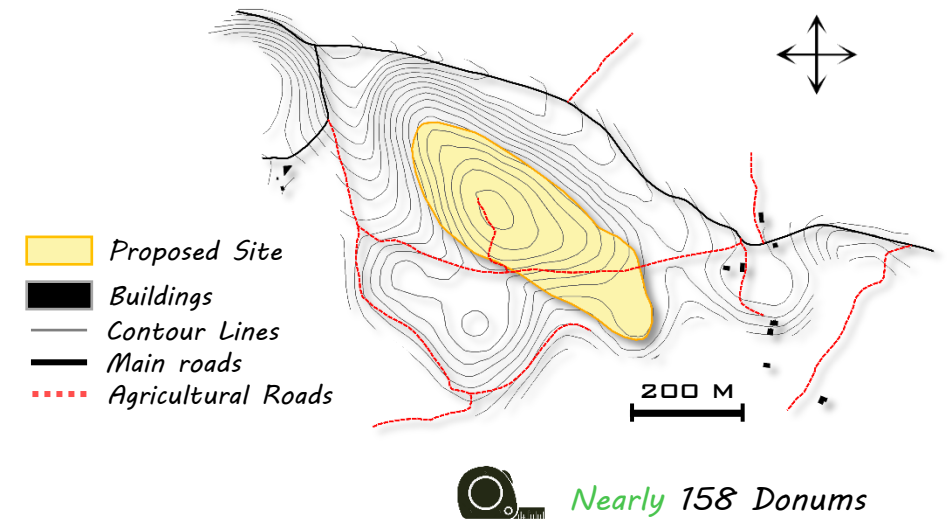 Proposed Site
Buildings
Contour Lines
Main roads
Agricultural Roads
200 M
Nearly 158 Donums